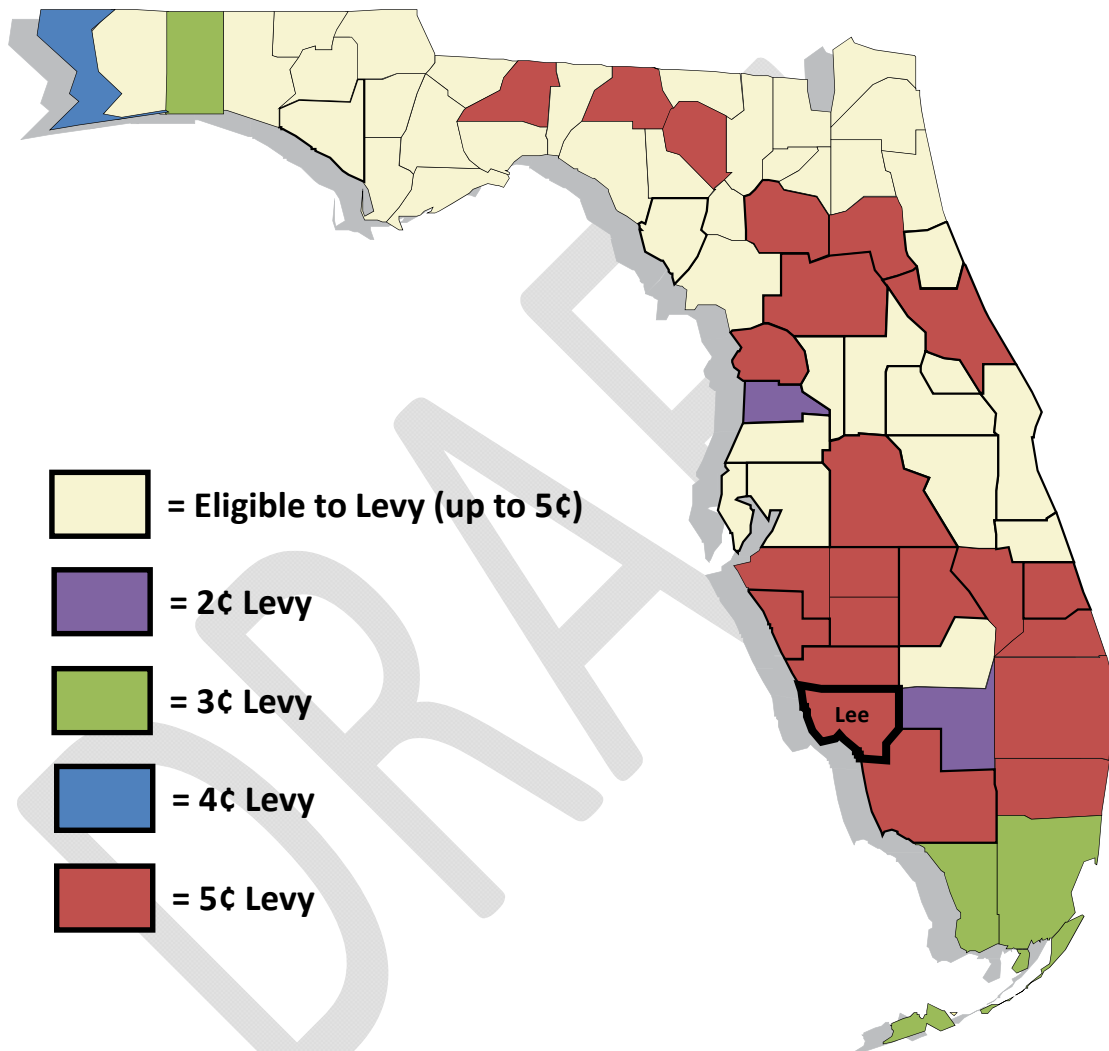 = Eligible to Levy (up to 5¢)
= 2¢ Levy
= 3¢ Levy
= 4¢ Levy
= 5¢ Levy
Lee
DRAFT